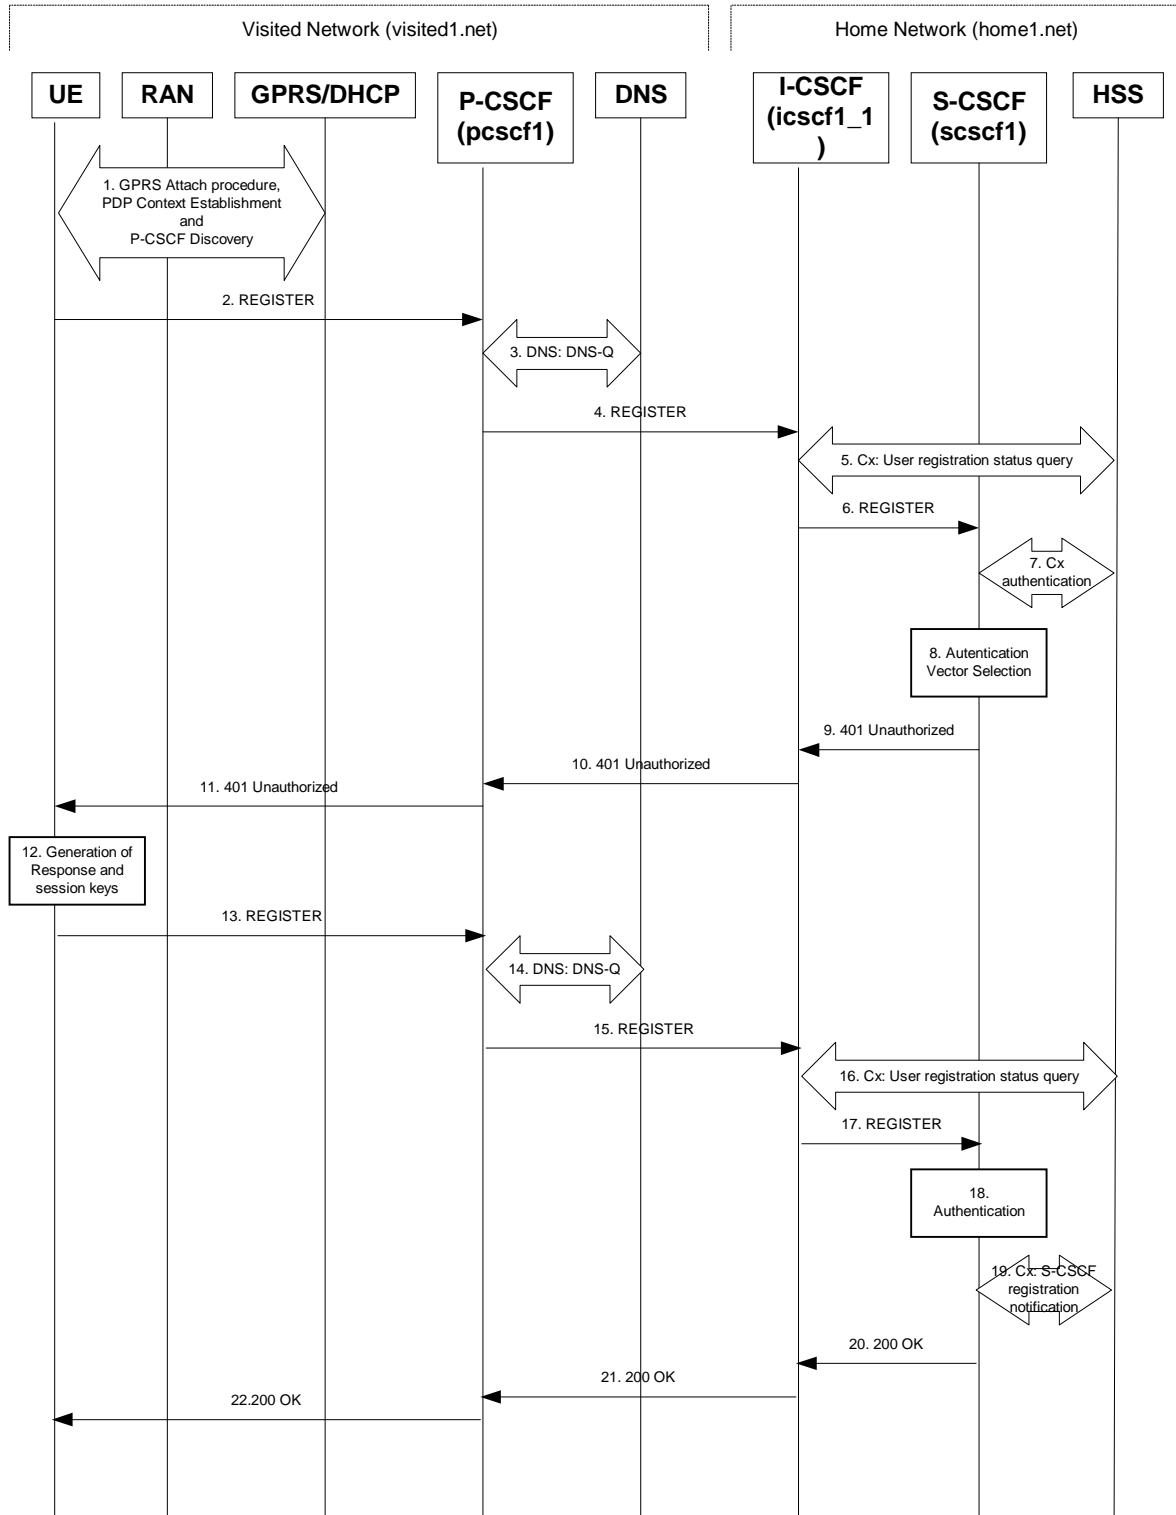 Visited Network (visited1.net)
Home Network (home1.net)
UE
RAN
GPRS/DHCP
P-CSCF
(pcscf1)
DNS
I-CSCF
(icscf1_1
)
S-CSCF
(scscf1)
HSS
1. GPRS Attach procedure,
PDP Context Establishment
and
P-CSCF Discovery
2. REGISTER
3. DNS: DNS-Q
4. REGISTER
5. Cx: User registration status query
6. REGISTER
7. Cx
authentication
8. Autentication
Vector Selection
9. 401 Unauthorized
10. 401 Unauthorized
11. 401 Unauthorized
12. Generation of
Response and
session keys
13. REGISTER
14. DNS: DNS-Q
15. REGISTER
16. Cx: User registration status query
17. REGISTER
18.
Authentication
19. Cx: S-CSCF
registration
notification
20. 200 OK
21. 200 OK
22.200 OK